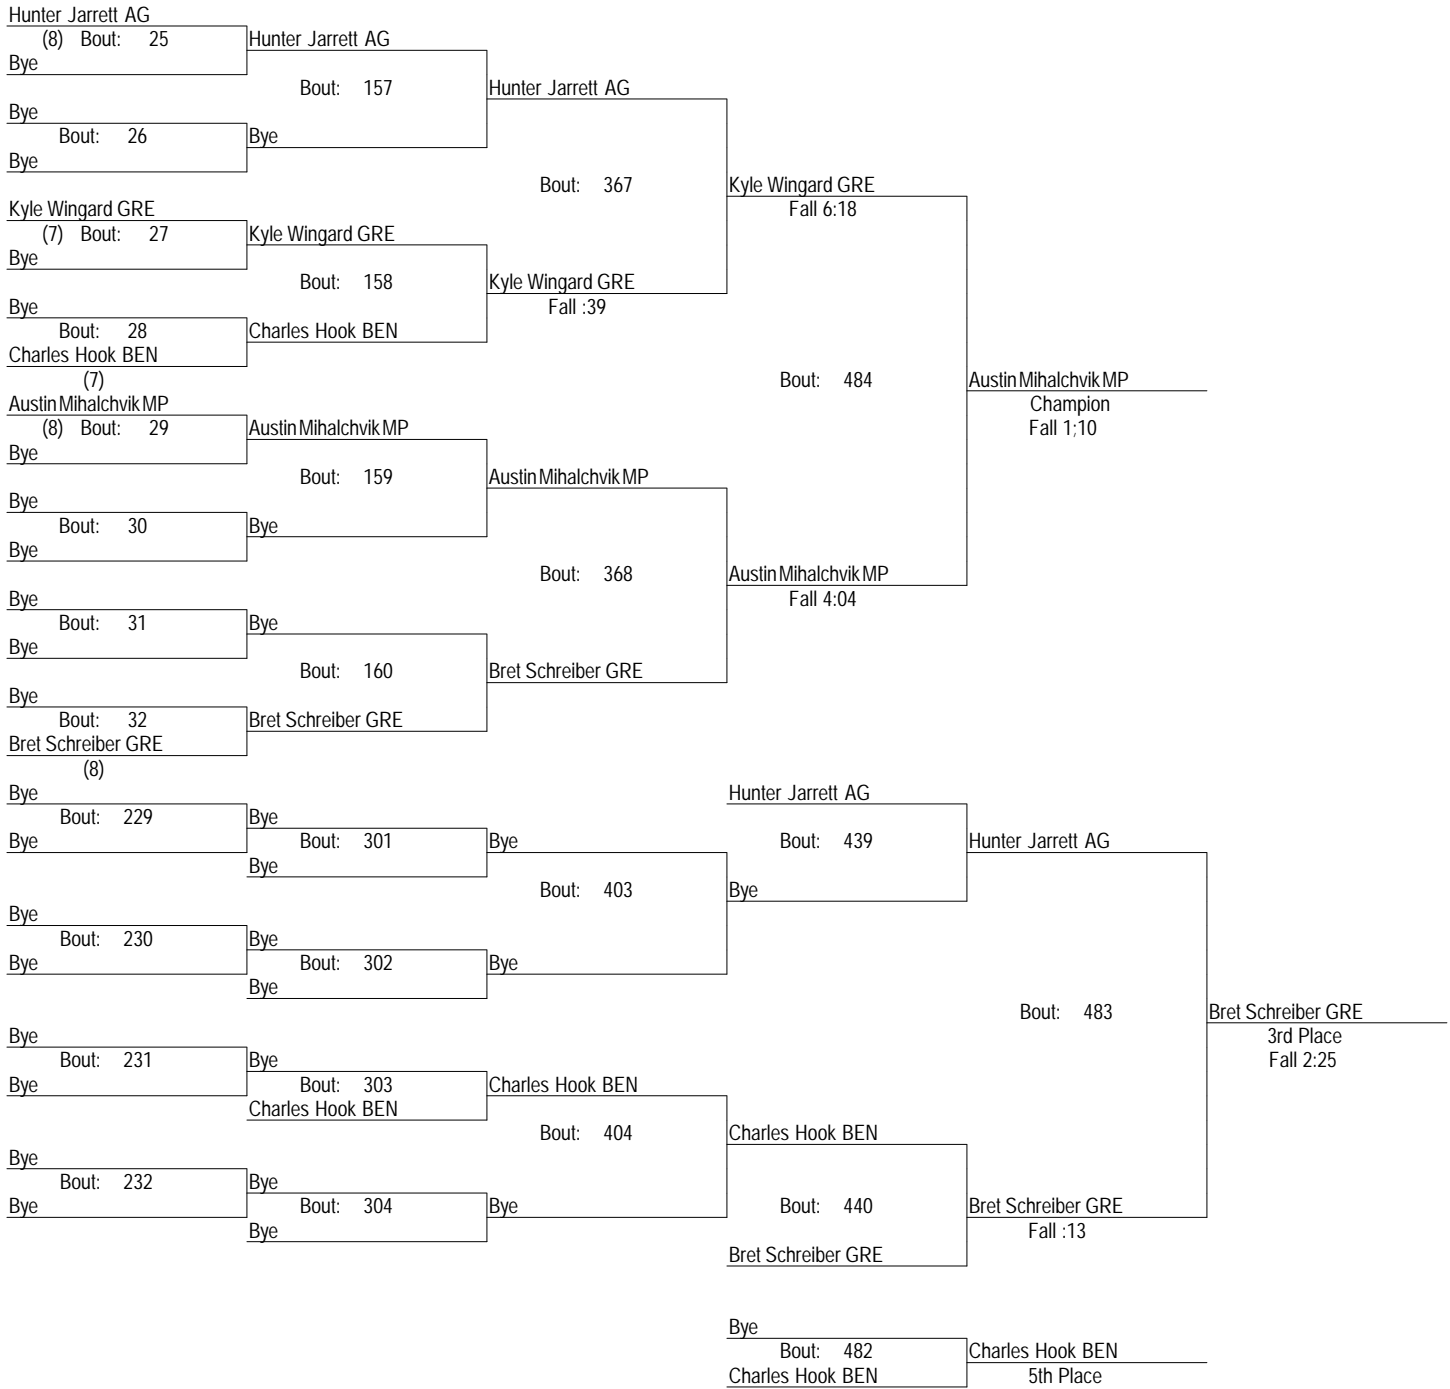 Hunter Jarrett AG
(8) Bout: 25 Hunter Jarrett AG
Bye
Bout: 157 Hunter Jarrett AG
Bye
Bout: 26 Bye
Bye
Bout: 367 Kyle Wingard GRE
Kyle Wingard GRE Fall 6:18
(7) Bout: 27 Kyle Wingard GRE
Bye
Bout: 158 Kyle Wingard GRE
Bye Fall :39
Bout: 28 Charles Hook BEN
Charles Hook BEN
(7) Bout: 484 Austin Mihalchvik MP
Austin Mihalchvik MP Champion
(8) Bout: 29 Austin Mihalchvik MP Fall 1;10
Bye
Bout: 159 Austin Mihalchvik MP
Bye
Bout: 30 Bye
Bye
Bout: 368 Austin Mihalchvik MP
Bye Fall 4:04
Bout: 31 Bye
Bye
Bout: 160 Bret Schreiber GRE
Bye
Bout: 32 Bret Schreiber GRE
Bret Schreiber GRE
(8)
Bye Hunter Jarrett AG
Bout: 229 Bye
Bye Bout: 301 Bye Bout: 439 Hunter Jarrett AG
Bye
Bout: 403 Bye
Bye
Bout: 230 Bye
Bye Bout: 302 Bye
Bye
Bout: 483 Bret Schreiber GRE
Bye 3rd Place
Bout: 231 Bye Fall 2:25
Bye Bout: 303 Charles Hook BEN
Charles Hook BEN
Bout: 404 Charles Hook BEN
Bye
Bout: 232 Bye
Bye Bout: 304 Bye Bout: 440 Bret Schreiber GRE
Bye Fall :13
Bret Schreiber GRE
Bye
Bout: 482 Charles Hook BEN
Charles Hook BEN 5th Place